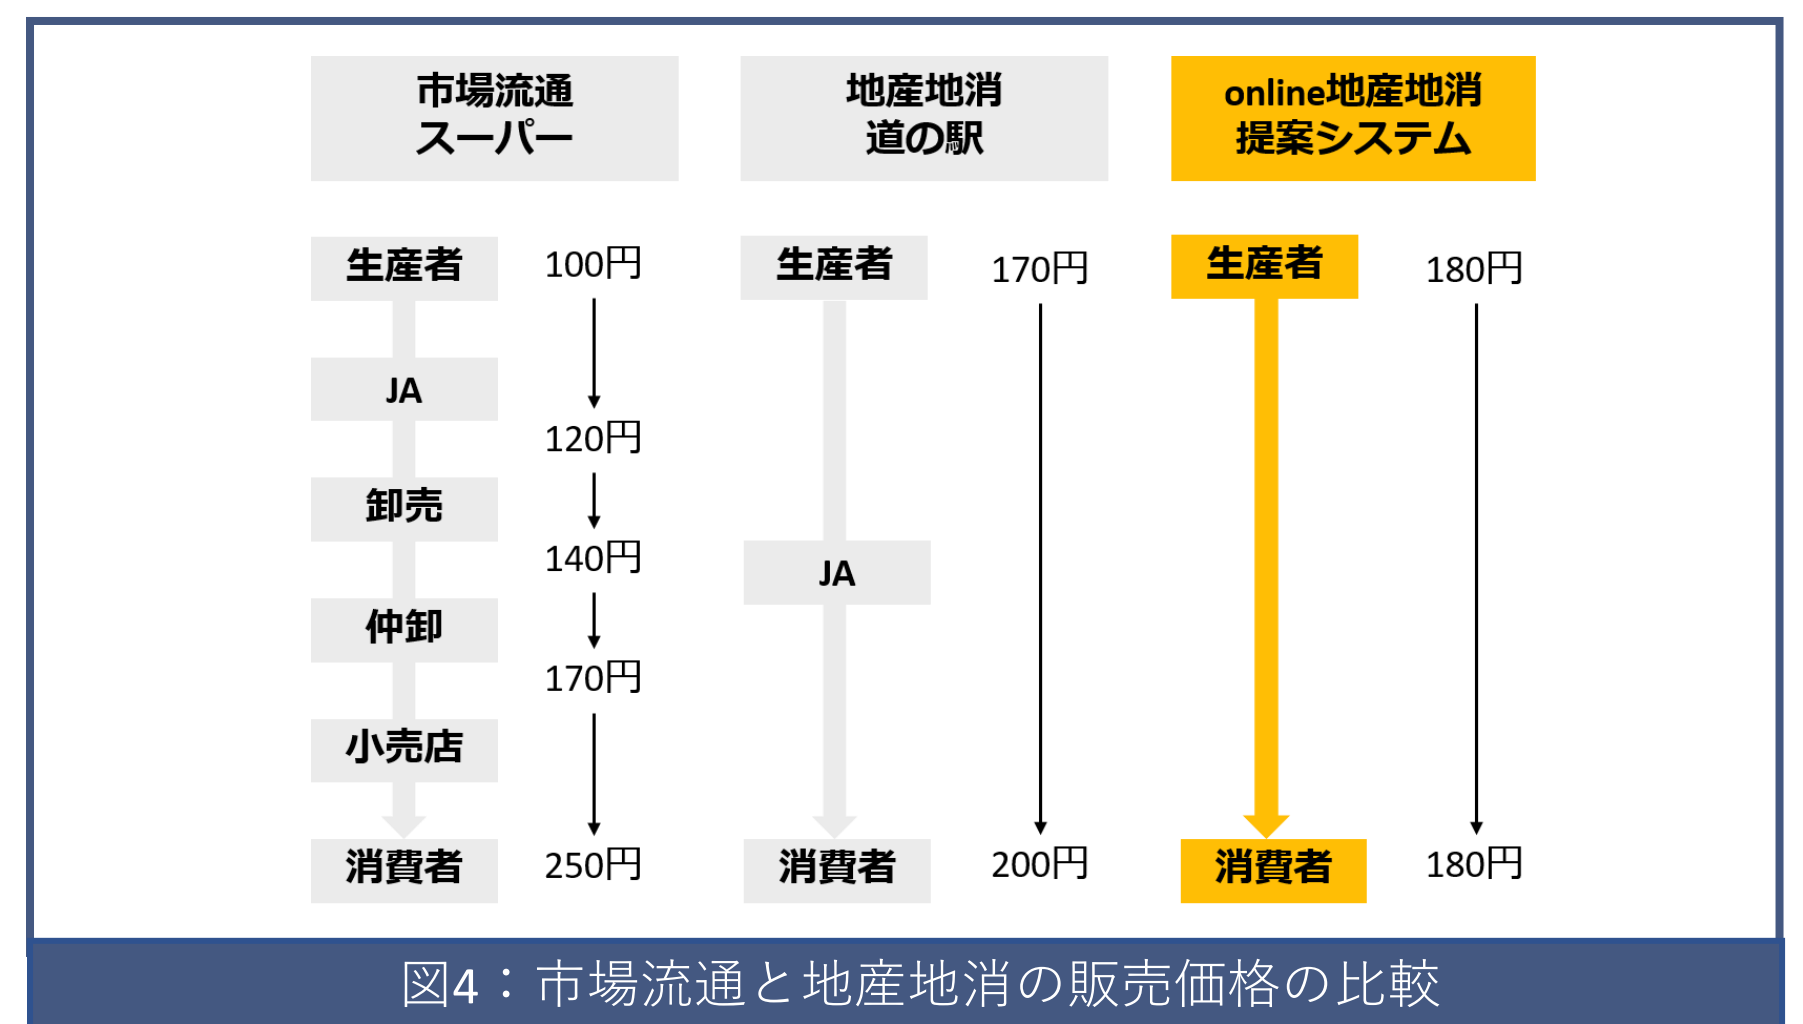 市場流通
スーパー
地産地消
道の駅
online地産地消
提案システム
生産者
100円
JA
120円
卸売
140円
仲卸
170円
小売店
消費者
250円
生産者
170円
JA
消費者
200円
生産者
180円
消費者
180円
図4：市場流通と地産地消の販売価格の比較